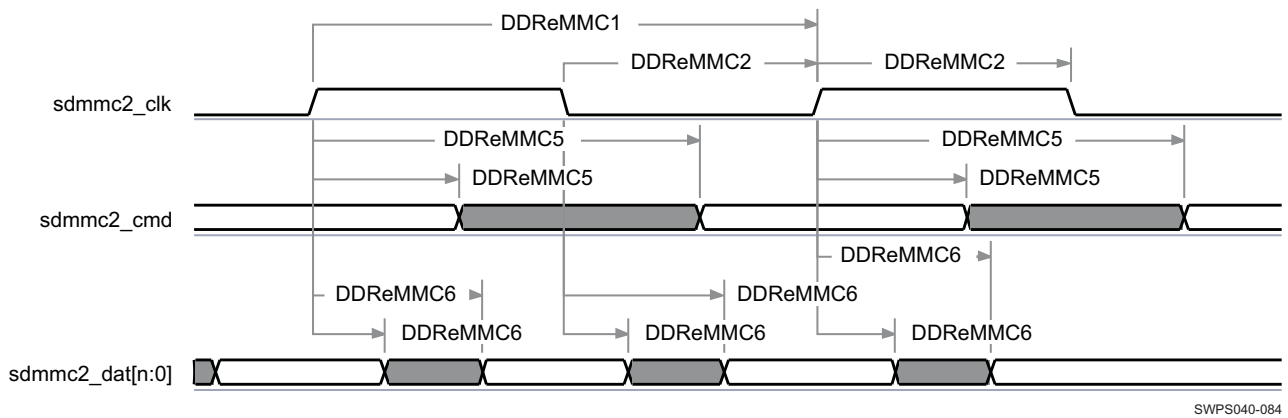 DDReMMC1
DDReMMC2 DDReMMC2
sdmmc2_clk
DDReMMC5 DDReMMC5
DDReMMC5 DDReMMC5
sdmmc2_cmd
DDReMMC6
DDReMMC6 DDReMMC6
DDReMMC6 DDReMMC6 DDReMMC6
sdmmc2_dat[n:0]
SWPS040-084